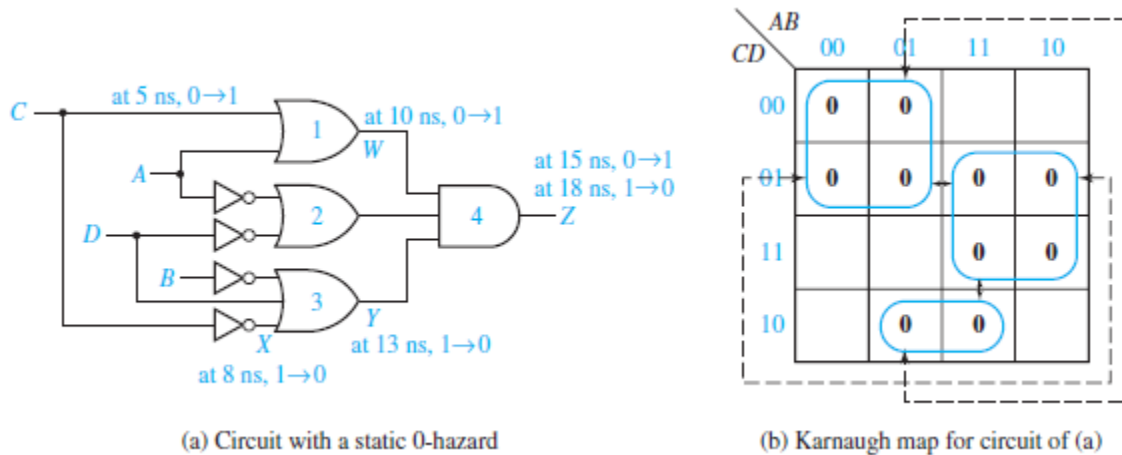 at 5 ns, 0→1
C
1
at 10 ns, 0→1
W
A
at 15 ns, 0→1
at 18 ns, 1→0
2
4
Z
D
B
3
X
Y
at 13 ns, 1→0
at 8 ns, 1→0
(a) Circuit with a static 0-hazard
AB
CD
00 01 11 10
00 0 0
01 0 0 0 0
11 0 0
10 0 0
(b) Karnaugh map for circuit of (a)